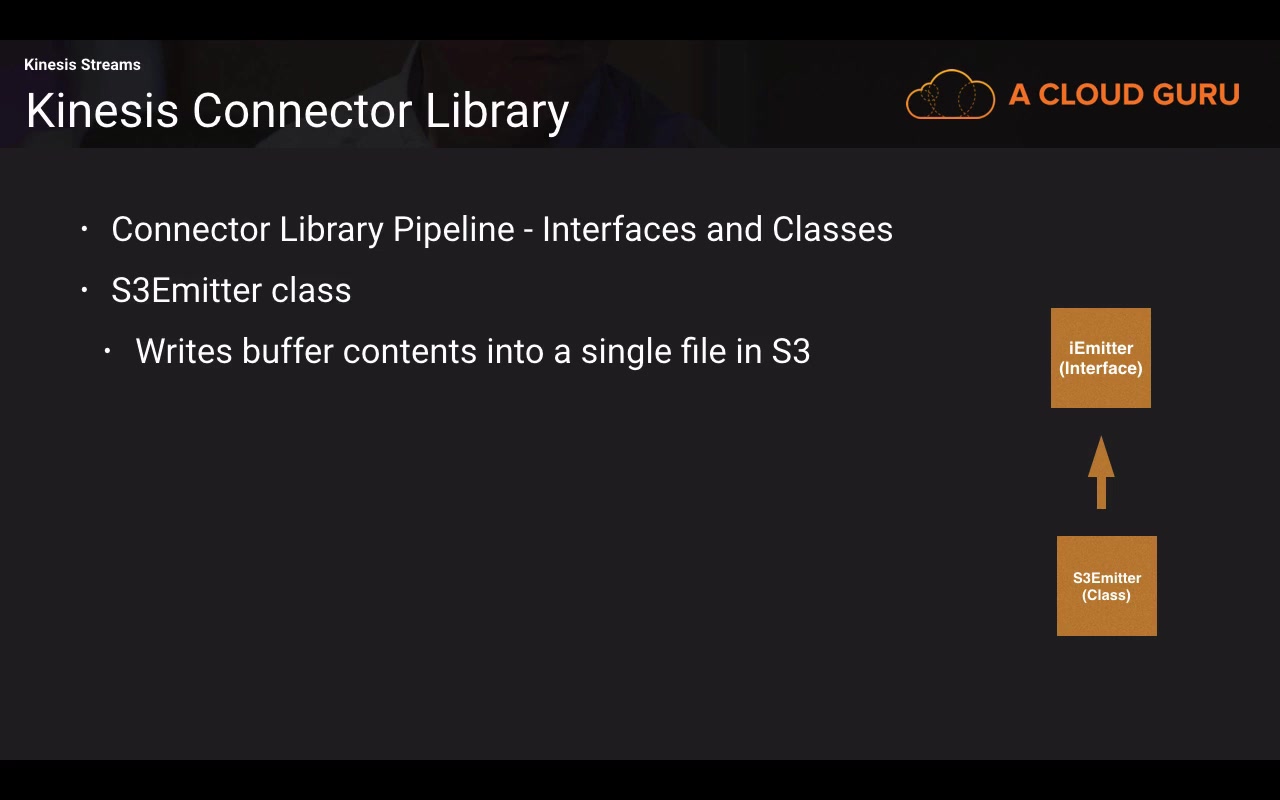 Kinesis Streams
Kinesis Connector Library
A CLOUD GURU
• Connector Library Pipeline - Interfaces and Classes
• S3Emitter class
• Writes buffer contents into a single file in S3
iEmitter
(Interface)
S3Emitter
(Class)